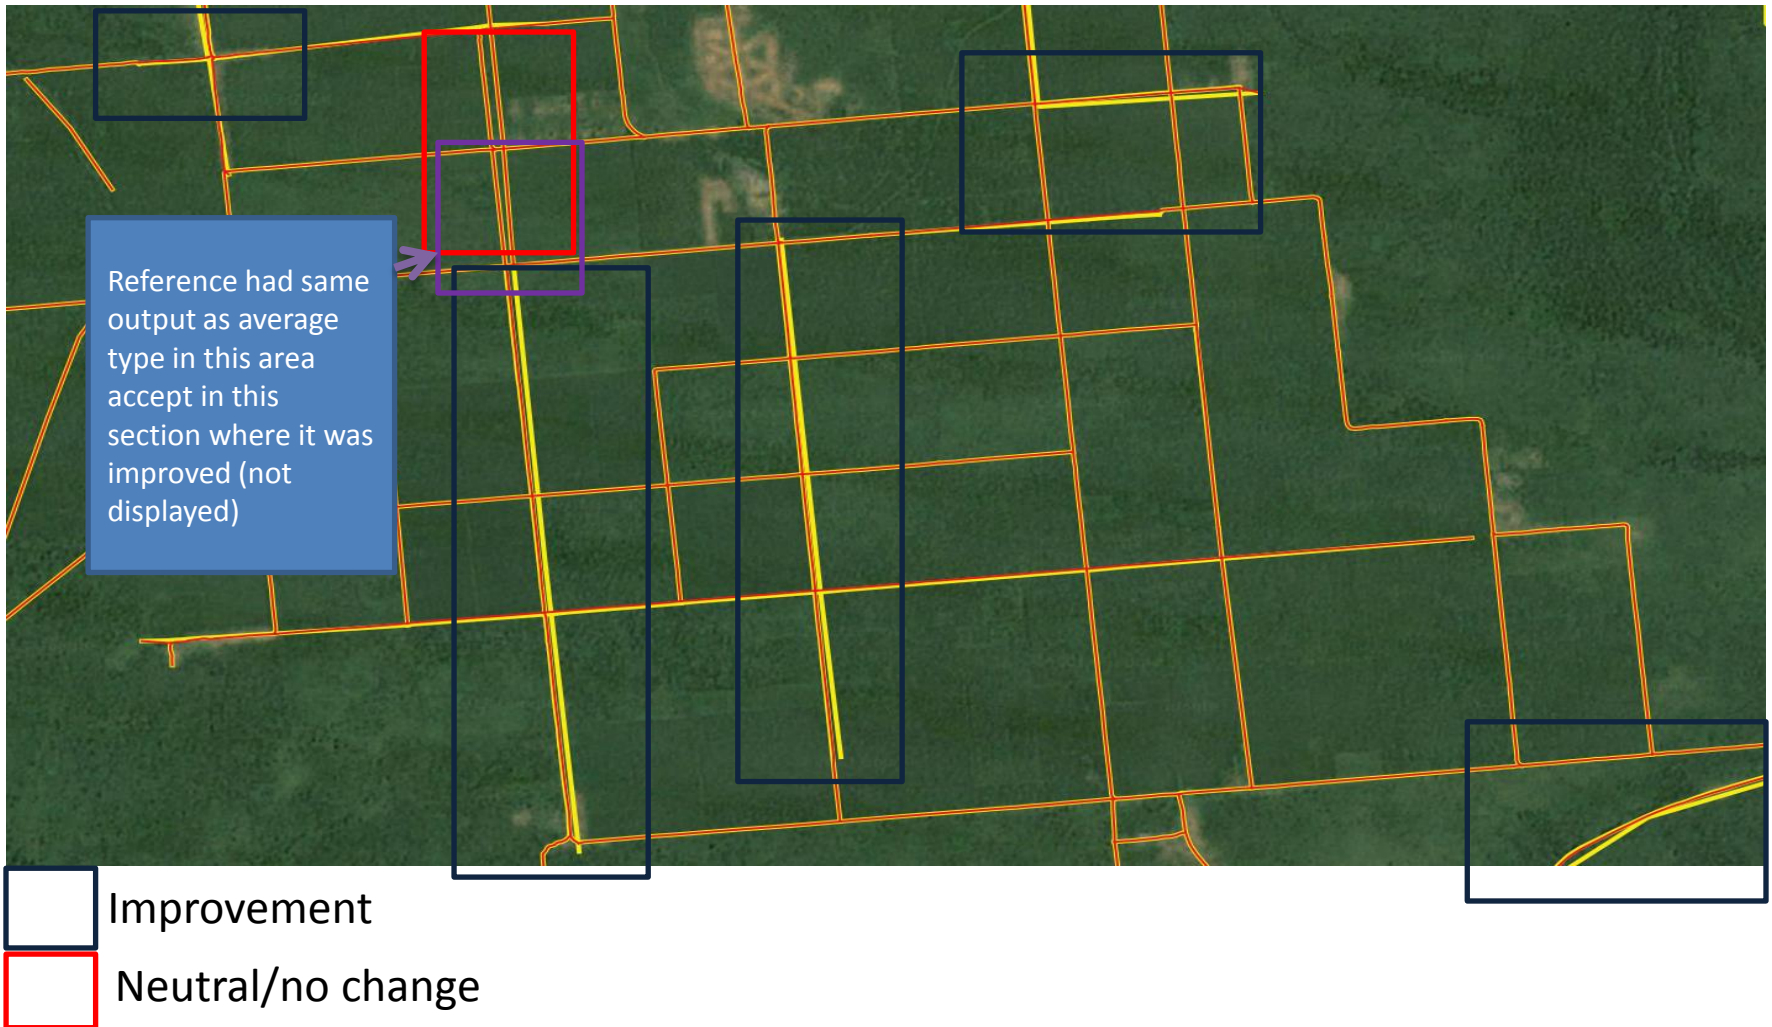 Reference had same
output as average
type in this area
accept in this
section where it was
improved (not
displayed)
Improvement
Neutral/no change